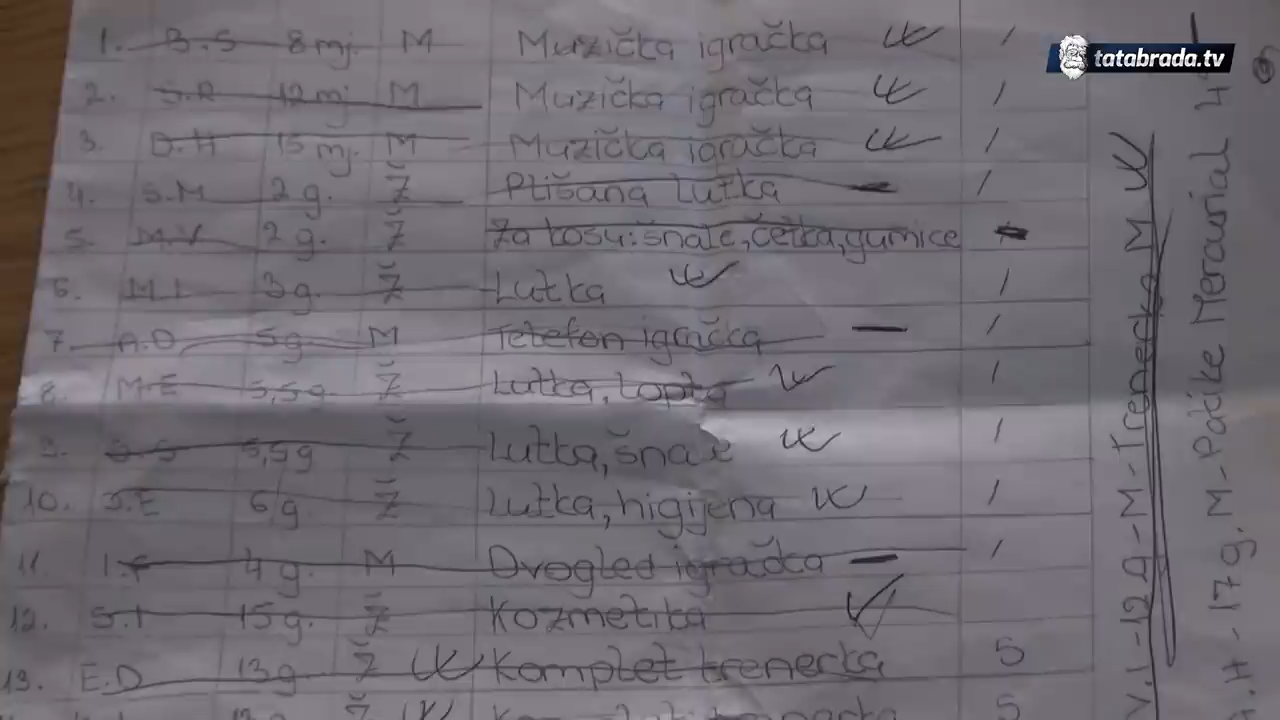 tatabrada.tv
1. B.S 8 mj. M Muzička igračka /
2. S.R 12 mj M Muzička igračka /
3. D.H 15 mj. M Muzička igračka /
4. S.M 2 g. Ž Plišana lutka /
5. 2 g. Ž Za kosu: šnale, četka, gumice
6. M.I 3 g. Ž Lutka /
7. A.D 5 g M Telefon igračka /
8. M.E 5,5 g Ž Lutka, lopta /
9. 5,5 g Ž Lutka, šnale /
10. 6 g Ž Lutka, higijena /
11. 4 g. M Dvogled igračka /
12. S.I 15 g. Ž Kozmetika
13. E.D 13 g Ž Komplet trenerka 5
Ž 5
V.I - 12 g - M - Trenerka M
.H - 17 g. M - Patike Mercurial